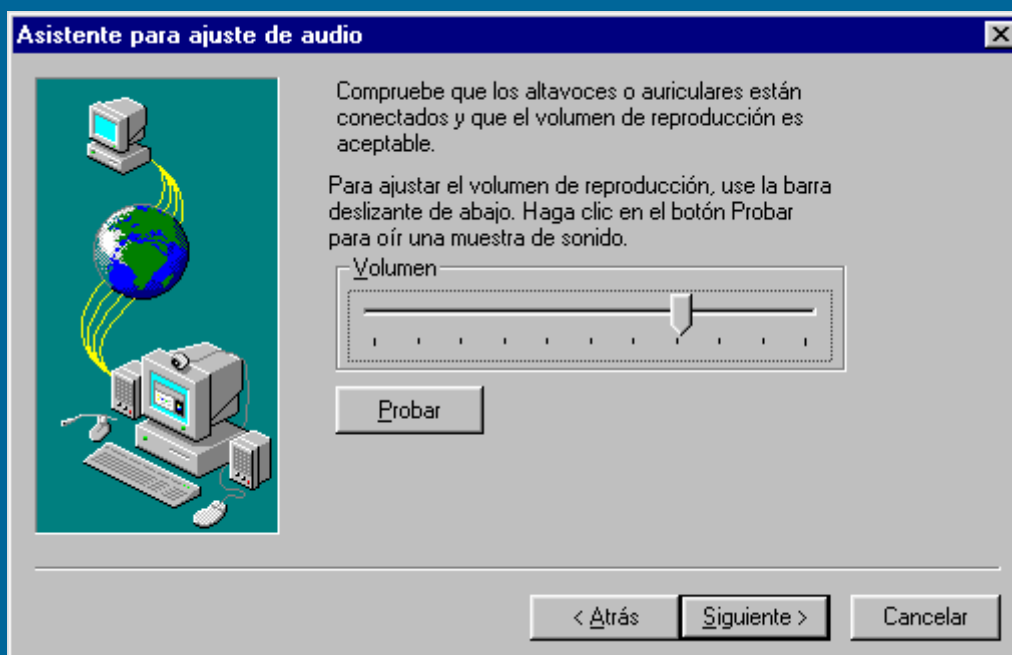 Asistente para ajuste de audio
Compruebe que los altavoces o auriculares están
conectados y que el volumen de reproducción es
aceptable.
Para ajustar el volumen de reproducción, use la barra
deslizante de abajo. Haga clic en el botón Probar
para oír una muestra de sonido.
Volumen
Probar
< Atrás
Siguiente >
Cancelar